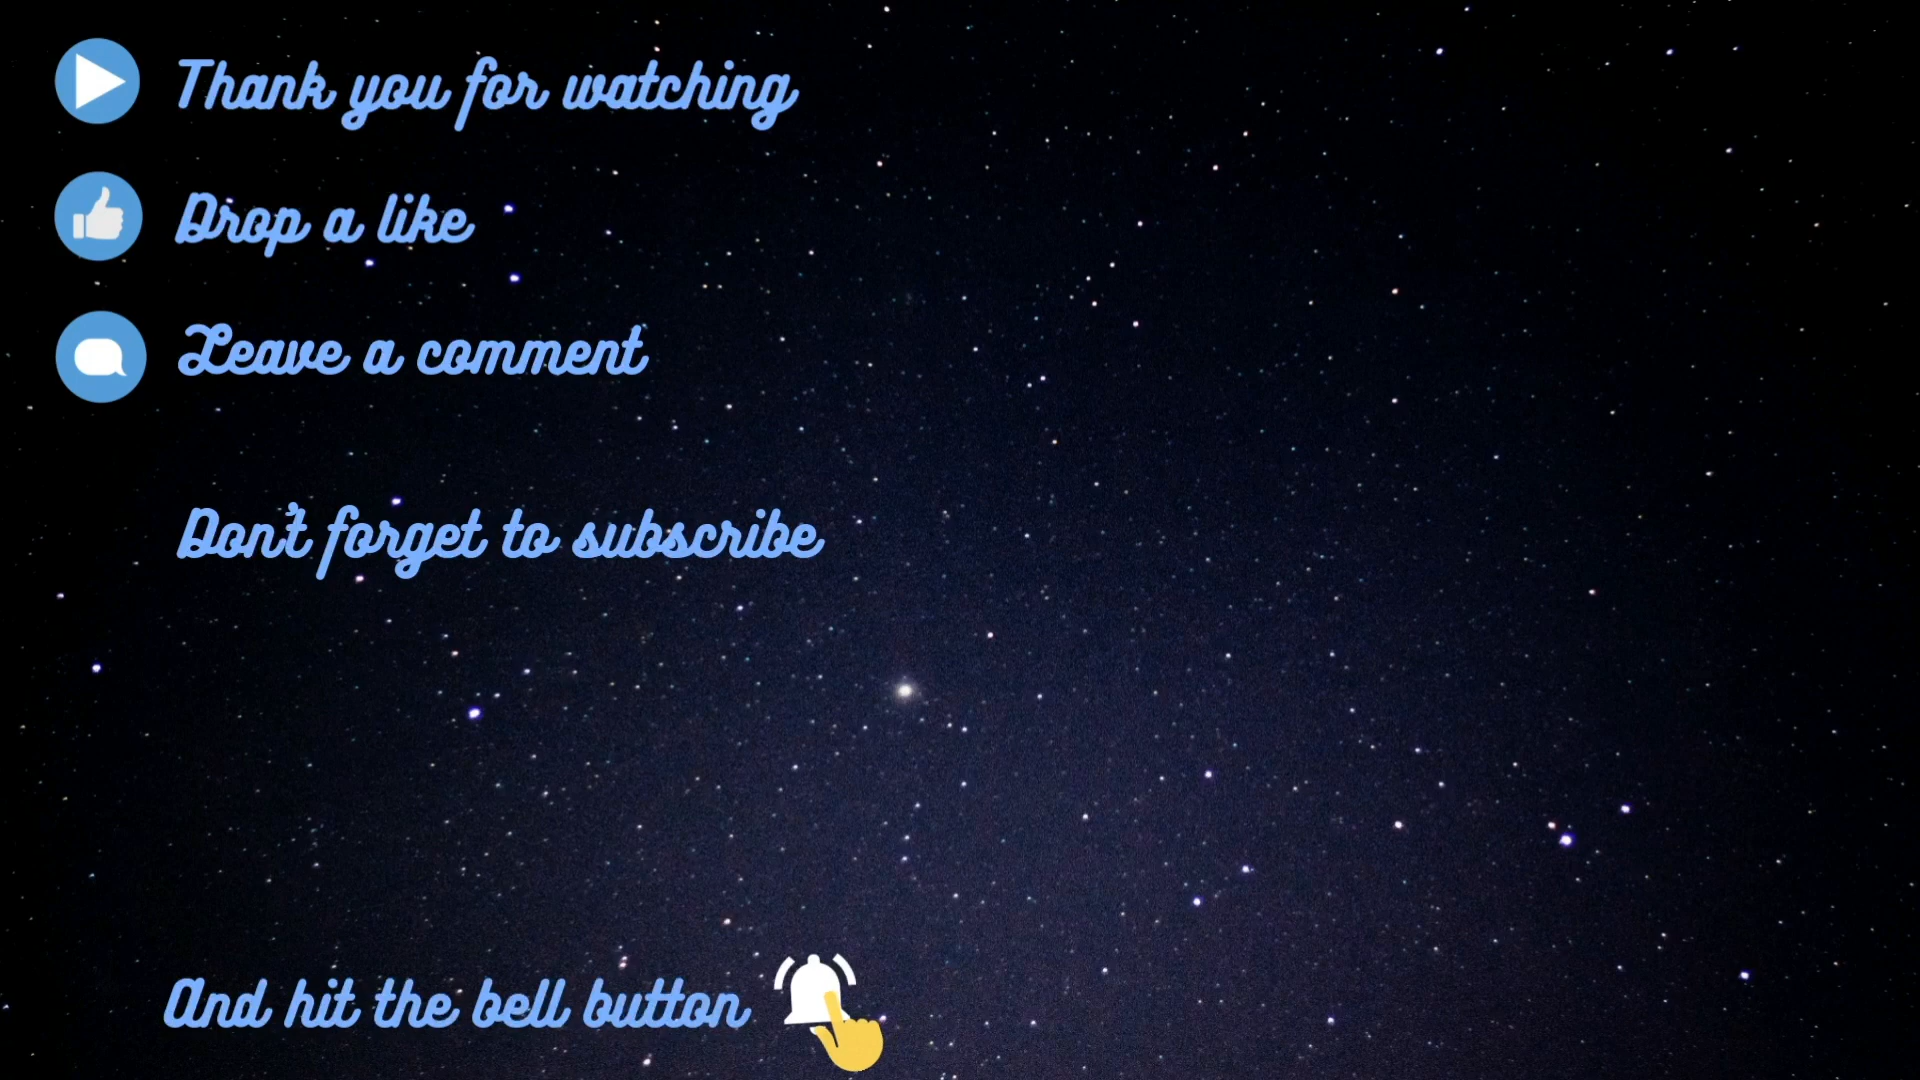 Thank you for watching
Drop a like
Leave a comment
Don't forget to subscribe
And hit the bell button